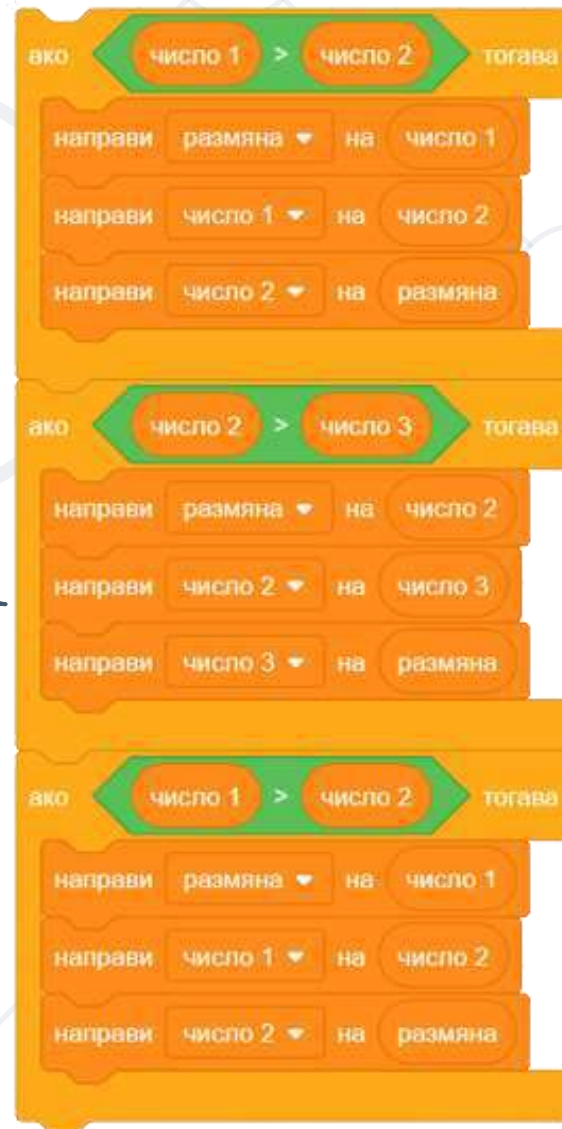 ако число 1 > число 2 тогава
направи размяна на число 1
направи число 1 на число 2
направи число 2 на размяна
ако число 2 > число 3 тогава
направи размяна на число 2
направи число 2 на число 3
направи число 3 на размяна
ако число 1 > число 2 тогава
направи размяна на число 1
направи число 1 на число 2
направи число 2 на размяна